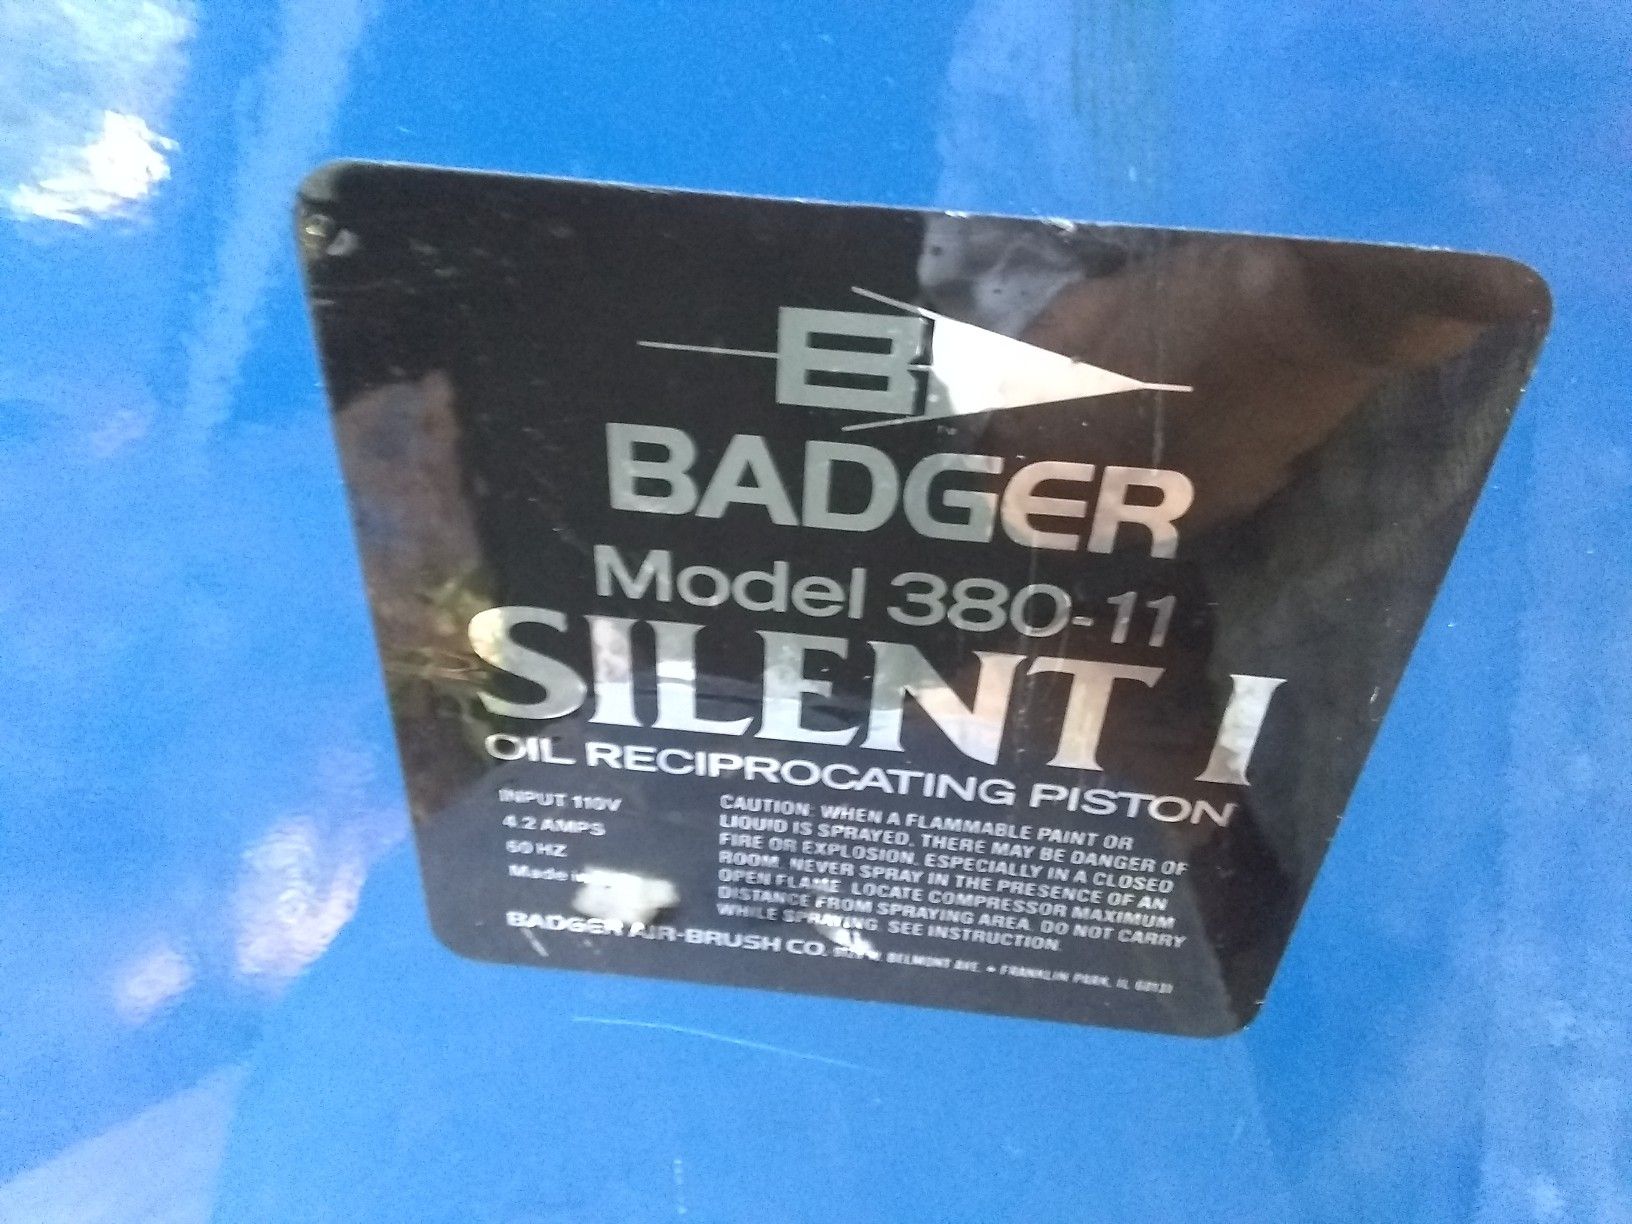 B
BADGER
Model 380-11
SILENT I
OIL RECIPROCATING PISTON
INPUT 110V
4.2 AMPS
60 HZ
Made
CAUTION: WHEN A FLAMMABLE PAINT OR
LIQUID IS SPRAYED, THERE MAY BE DANGER OF
FIRE OR EXPLOSION, ESPECIALLY IN A CLOSED
ROOM. NEVER SPRAY IN THE PRESENCE OF AN
OPEN FLAME. LOCATE COMPRESSOR MAXIMUM
DISTANCE FROM SPRAYING AREA. DO NOT CARRY
WHILE SPRAYING. SEE INSTRUCTION.
BADGER AIR-BRUSH CO. BELMONT AVE. • FRANKLIN PARK, IL 60131